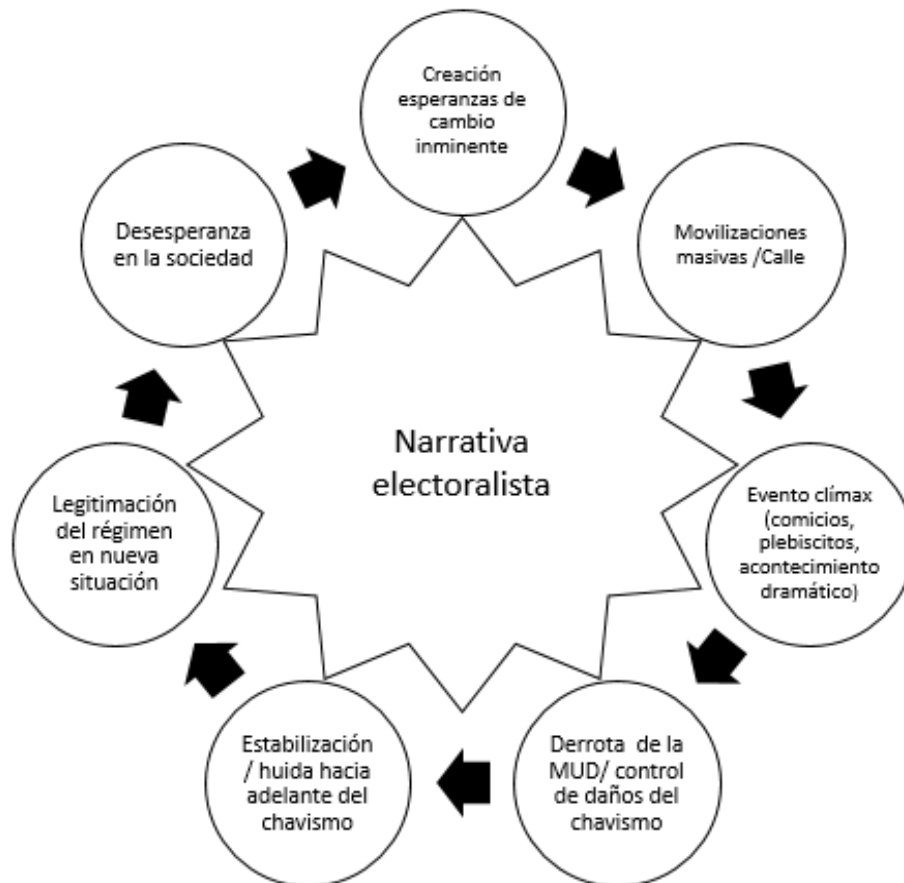 Creación
esperanzas de
cambio
inminente
Movilizaciones
masivas /Calle
Evento clímax
(comicios,
plebiscitos,
acontecimiento
dramático)
Derrota de la
MUD/ control
de daños del
chavismo
Estabilización
/ huida hacia
adelante del
chavismo
Legitimación
del régimen
en nueva
situación
Desesperanza
en la sociedad
Narrativa
electoralista